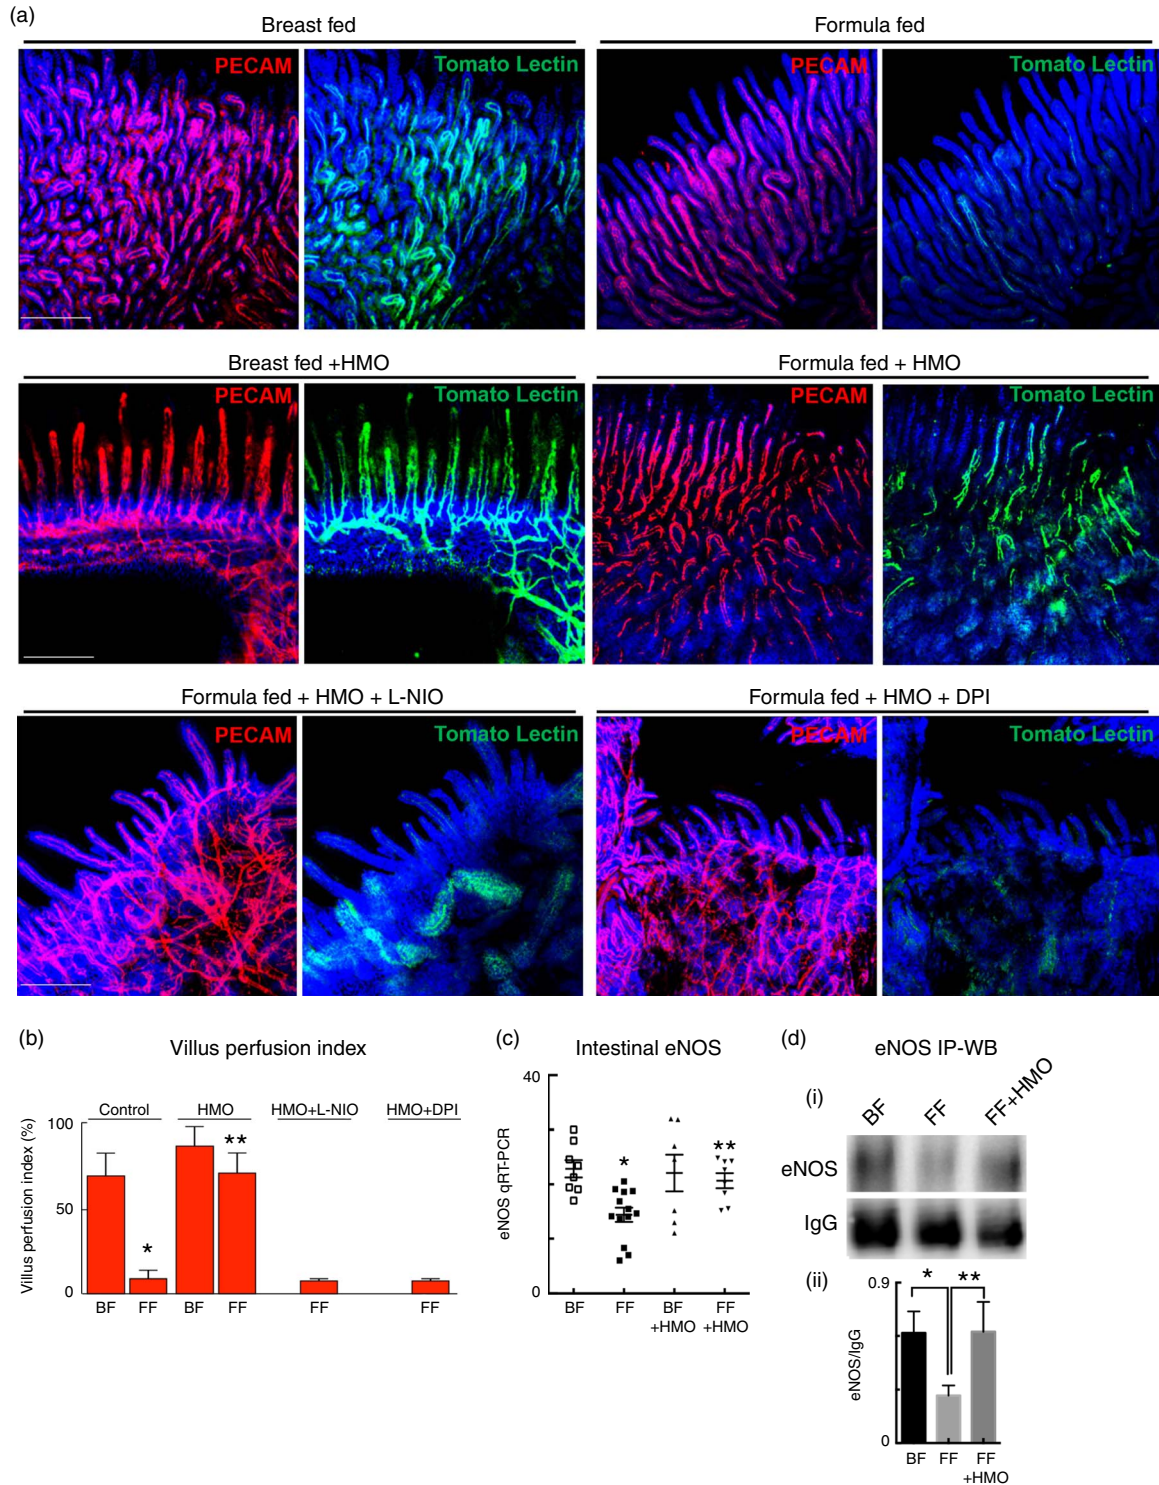 (a)
Breast fed
Formula fed
PECAM
Tomato Lectin
PECAM
Tomato Lectin
Breast fed +HMO
Formula fed + HMO
PECAM
Tomato Lectin
PECAM
Tomato Lectin
Formula fed + HMO + L-NIO
Formula fed + HMO + DPI
PECAM
Tomato Lectin
PECAM
Tomato Lectin
(b)
Villus perfusion index
Control
HMO
HMO+L-NIO
HMO+DPI
Villus perfusion index (%)
100
50
0
*
**
BF
FF
BF
FF
FF
FF
(c)
Intestinal eNOS
eNOS qRT-PCR
40
0
*
**
BF
FF
BF
+HMO
FF
+HMO
(d)
eNOS IP-WB
(i)
BF
FF
FF+HMO
eNOS
IgG
(ii)
eNOS/IgG
0.9
0
*
**
BF
FF
FF
+HMO